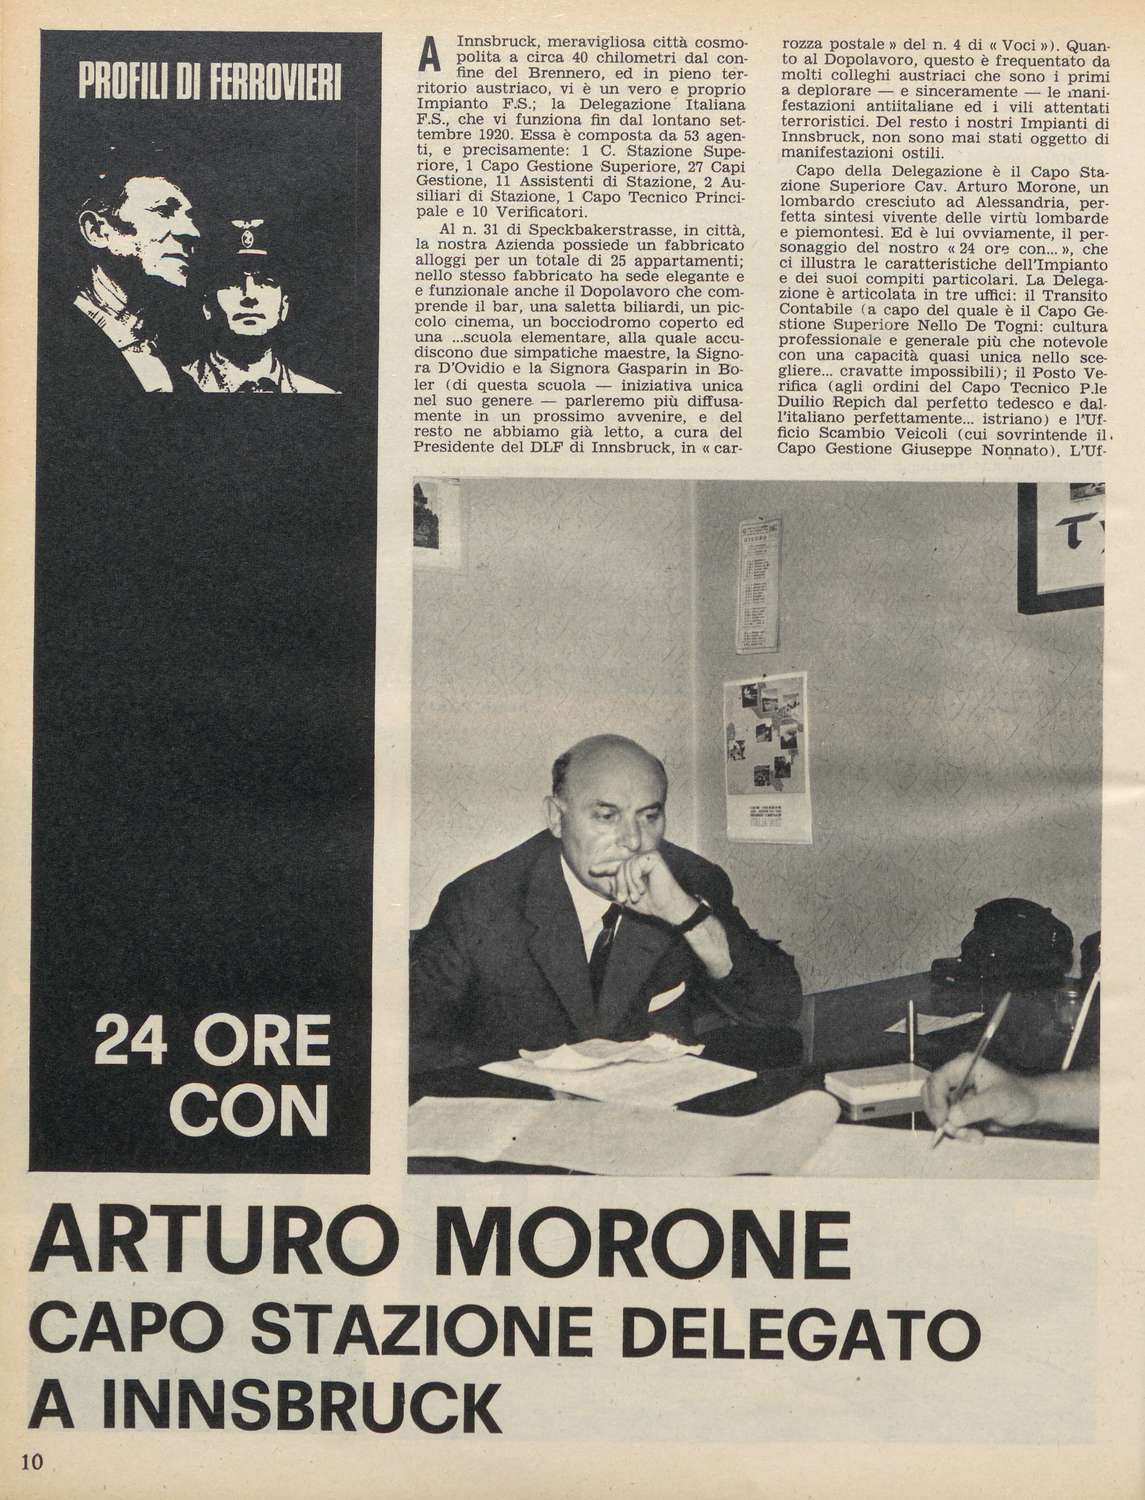 PROFILI DI FERROVIERI
A Innsbruck, meravigliosa città cosmo-
polita a circa 40 chilometri dal con-
fine del Brennero, ed in pieno ter-
ritorio austriaco, vi è un vero e proprio
Impianto F.S.; la Delegazione Italiana
F.S., che vi funziona fin dal lontano set-
tembre 1920. Essa è composta da 53 agen-
ti, e precisamente: 1 C. Stazione Supe-
riore, 1 Capo Gestione Superiore, 27 Capi
Gestione, 11 Assistenti di Stazione, 2 Au-
siliari di Stazione, 1 Capo Tecnico Princi-
pale e 10 Verificatori.
Al n. 31 di Speckbakerstrasse, in città,
la nostra Azienda possiede un fabbricato
alloggi per un totale di 25 appartamenti;
nello stesso fabbricato ha sede elegante e
e funzionale anche il Dopolavoro che com-
prende il bar, una saletta biliardi, un pic-
colo cinema, un bocciodromo coperto ed
una ...scuola elementare, alla quale accu-
discono due simpatiche maestre, la Signo-
ra D'Ovidio e la Signora Gasparin in Bo-
ler (di questa scuola — iniziativa unica
nel suo genere — parleremo più diffusa-
mente in un prossimo avvenire, e del
resto ne abbiamo già letto, a cura del
Presidente del DLF di Innsbruck, in « car-
rozza postale » del n. 4 di « Voci »). Quan-
to al Dopolavoro, questo è frequentato da
molti colleghi austriaci che sono i primi
a deplorare — e sinceramente — le mani-
festazioni antiitaliane ed i vili attentati
terroristici. Del resto i nostri Impianti di
Innsbruck, non sono mai stati oggetto di
manifestazioni ostili.
Capo della Delegazione è il Capo Sta-
zione Superiore Cav. Arturo Morone, un
lombardo cresciuto ad Alessandria, per-
fetta sintesi vivente delle virtù lombarde
e piemontesi. Ed è lui ovviamente, il per-
sonaggio del nostro « 24 ore con... », che
ci illustra le caratteristiche dell'Impianto
e dei suoi compiti particolari. La Delega-
zione è articolata in tre uffici: il Transito
Contabile (a capo del quale è il Capo Ge-
stione Superiore Nello De Togni: cultura
professionale e generale più che notevole
con una capacità quasi unica nello sce-
gliere... cravatte impossibili); il Posto Ve-
rifica (agli ordini del Capo Tecnico P.le
Duilio Repich dal perfetto tedesco e dal-
l'italiano perfettamente... istriano) e l'Uf-
ficio Scambio Veicoli (cui sovrintende il
Capo Gestione Giuseppe Nonnato). L'Uf-
24 ORE
CON
ARTURO MORONE
CAPO STAZIONE DELEGATO
A INNSBRUCK
10